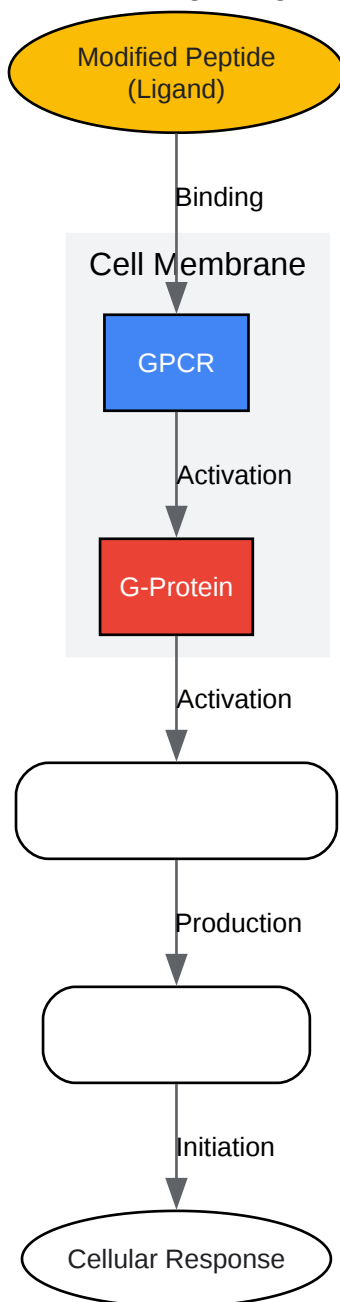 Modified Peptide
(Ligand)
Binding
Cell Membrane
GPCR
Activation
G-Protein
Activation
Production
Initiation
Cellular Response